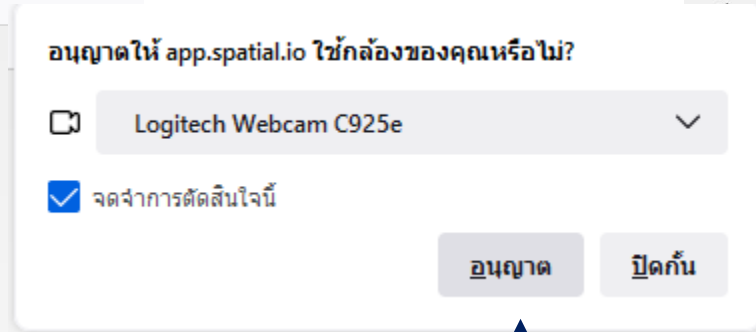 อนุญาตให้ app.spatial.io ใช้กล้องของคุณหรือไม่?
Logitech Webcam C925e
จดจำการตัดสินใจนี้
อนุญาต ปิดกั้น